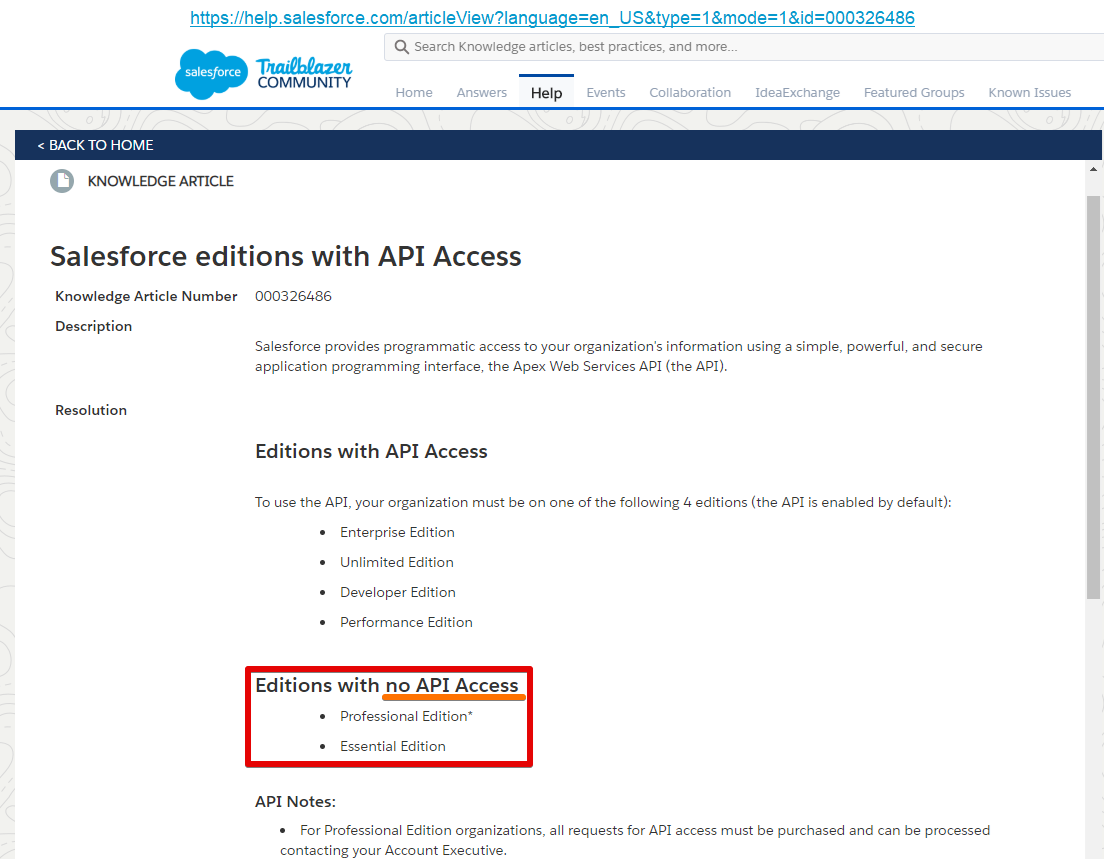 https://help.salesforce.com/articleView?language=en_US&type=1&mode=1&id=000326486
Search Knowledge articles, best practices, and more...
salesforce
Trailblazer
COMMUNITY
Home Answers Help Events Collaboration IdeaExchange Featured Groups Known Issues
< BACK TO HOME
KNOWLEDGE ARTICLE
Salesforce editions with API Access
Knowledge Article Number 000326486
Description
Salesforce provides programmatic access to your organization's information using a simple, powerful, and secure
application programming interface, the Apex Web Services API (the API).
Resolution
Editions with API Access
To use the API, your organization must be on one of the following 4 editions (the API is enabled by default):
• Enterprise Edition
• Unlimited Edition
• Developer Edition
• Performance Edition
Editions with no API Access
• Professional Edition*
• Essential Edition
API Notes:
• For Professional Edition organizations, all requests for API access must be purchased and can be processed
contacting your Account Executive.